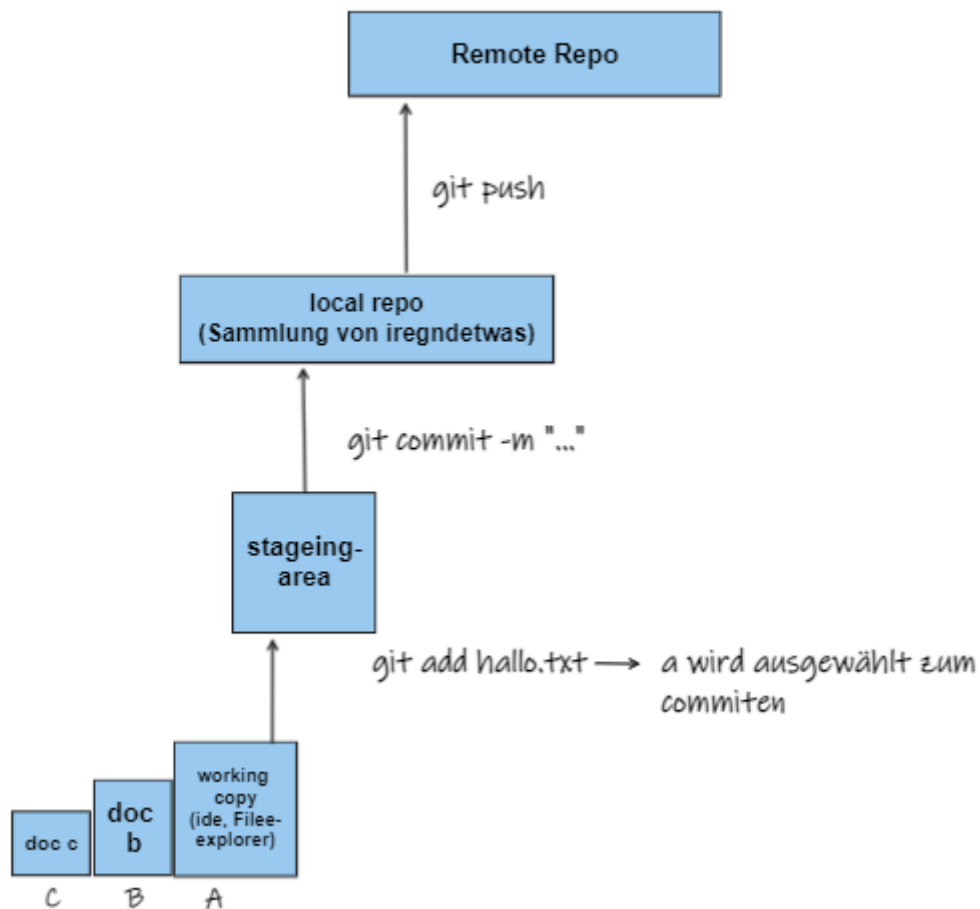 Remote Repo
git push
local repo
(Sammlung von iregndetwas)
git commit -m "..."
stageing-
area
git add hallo.txt → a wird ausgewählt zum
commiten
working
copy
(ide, Filee-
explorer)
doc
b
doc c
C B A